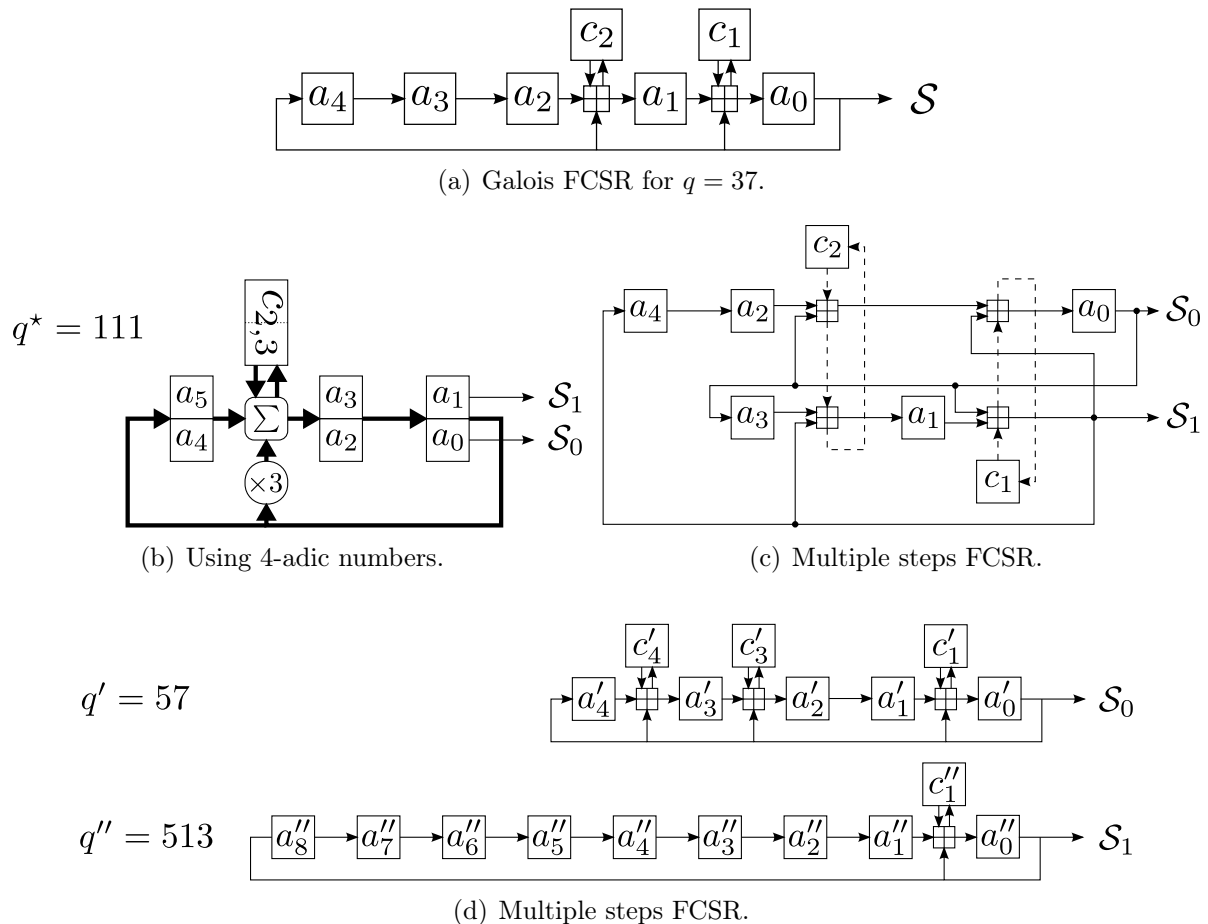 c₂ c₁
a₄ a₃ a₂ a₁ a₀ 𝒮
(a) Galois FCSR for q = 37.
q⋆ = 111
c₂,₃
a₅ a₃ a₁ 𝒮₁
Σ
a₄ a₂ a₀ 𝒮₀
×3
(b) Using 4-adic numbers.
c₂
a₄ a₂ a₀ 𝒮₀
a₃ a₁ 𝒮₁
c₁
(c) Multiple steps FCSR.
c′₄ c′₃ c′₁
q′ = 57 a′₄ a′₃ a′₂ a′₁ a′₀ 𝒮₀
c″₁
q″ = 513 a″₈ a″₇ a″₆ a″₅ a″₄ a″₃ a″₂ a″₁ a″₀ 𝒮₁
(d) Multiple steps FCSR.